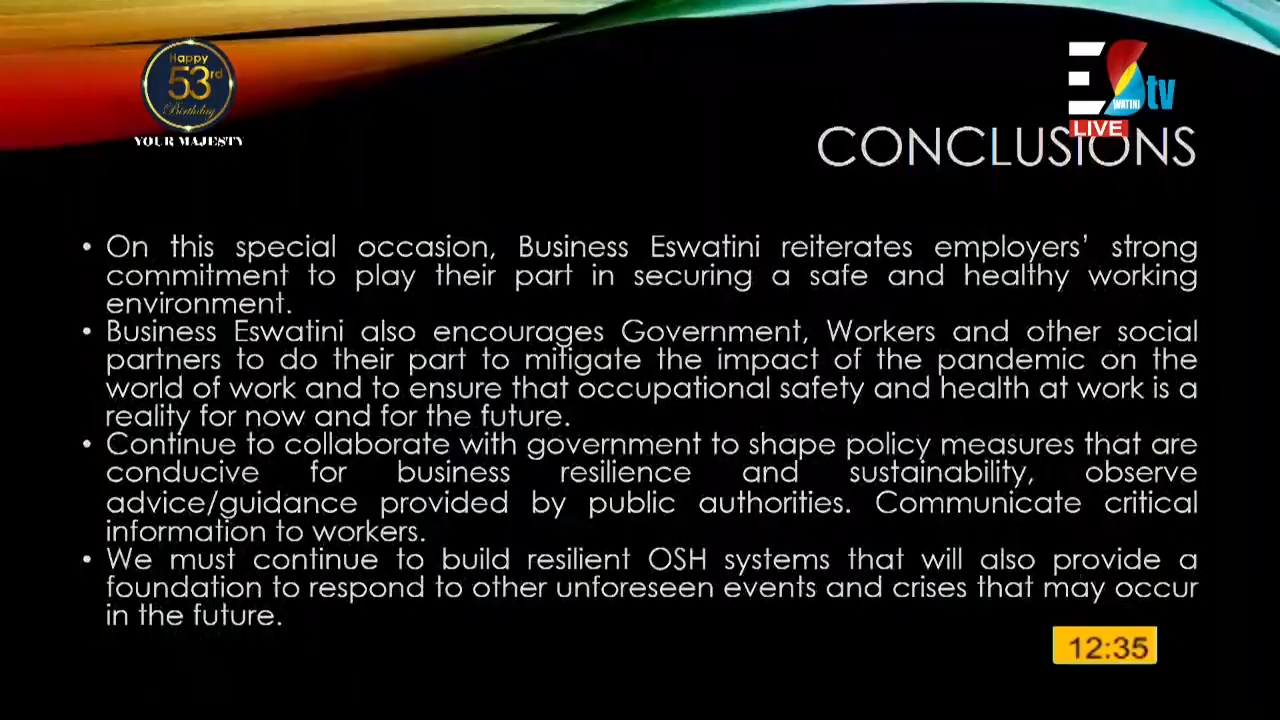 Happy
53rd
Birthday
YOUR MAJESTY
ES
WATINI
tv
LIVE
CONCLUSIONS
• On this special occasion, Business Eswatini reiterates employers’ strong
commitment to play their part in securing a safe and healthy working
environment.
• Business Eswatini also encourages Government, Workers and other social
partners to do their part to mitigate the impact of the pandemic on the
world of work and to ensure that occupational safety and health at work is a
reality for now and for the future.
• Continue to collaborate with government to shape policy measures that are
conducive for business resilience and sustainability, observe
advice/guidance provided by public authorities. Communicate critical
information to workers.
• We must continue to build resilient OSH systems that will also provide a
foundation to respond to other unforeseen events and crises that may occur
in the future.
12:35